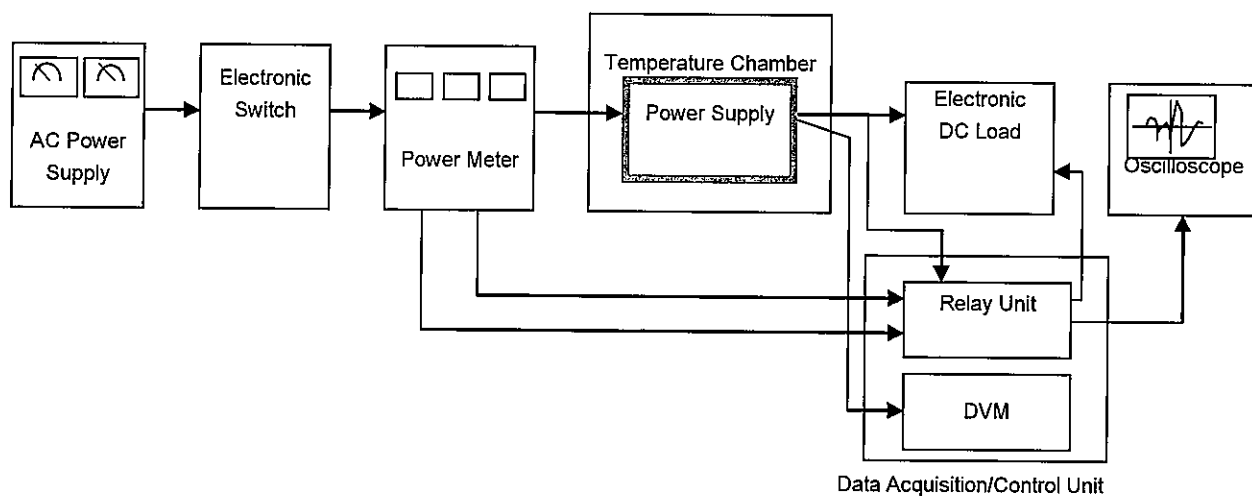 AC Power
Supply
Electronic
Switch
Power Meter
Temperature Chamber
Power Supply
Electronic
DC Load
Oscilloscope
Relay Unit
DVM
Data Acquisition/Control Unit